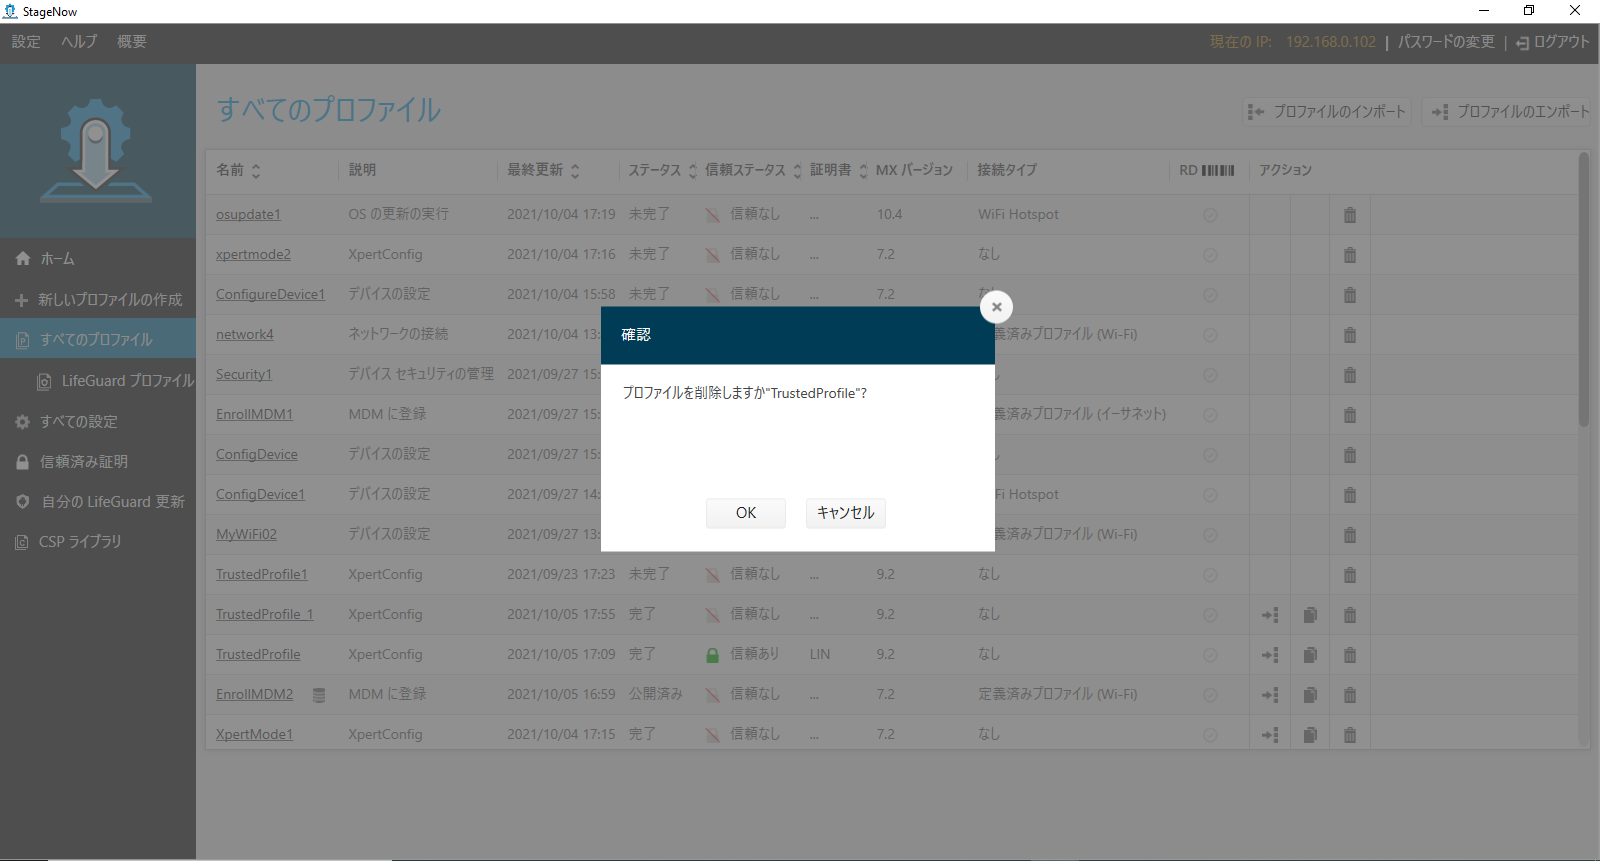 StageNow
設定 ヘルプ 概要 現在の IP: 192.168.0.102 | パスワードの変更 | ログアウト
すべてのプロファイル プロファイルのインポート プロファイルのエンポート
名前 説明 最終更新 ステータス 信頼ステータス 証明書 MX バージョン 接続タイプ RD アクション
osupdate1 OS の更新の実行 2021/10/04 17:19 未完了 信頼なし ... 10.4 WiFi Hotspot
xpertmode2 XpertConfig 2021/10/04 17:16 未完了 信頼なし ... 7.2 なし
ConfigureDevice1 デバイスの設定 2021/10/04 15:58 未完了 信頼なし ... 7.2
network4 ネットワークの接続 2021/10/04 13: 義済みプロファイル (Wi-Fi)
Security1 デバイス セキュリティの管理 2021/09/27 15:
EnrollMDM1 MDM に登録 2021/09/27 15: 義済みプロファイル (イーサネット)
ConfigDevice デバイスの設定 2021/09/27 15:
ConfigDevice1 デバイスの設定 2021/09/27 14: Fi Hotspot
MyWiFi02 デバイスの設定 2021/09/27 13: 義済みプロファイル (Wi-Fi)
TrustedProfile1 XpertConfig 2021/09/23 17:23 未完了 信頼なし ... 9.2 なし
TrustedProfile_1 XpertConfig 2021/10/05 17:55 完了 信頼なし ... 9.2 なし
TrustedProfile XpertConfig 2021/10/05 17:09 完了 信頼あり LIN 9.2 なし
EnrollMDM2 MDM に登録 2021/10/05 16:59 公開済み 信頼なし ... 7.2 定義済みプロファイル (Wi-Fi)
XpertMode1 XpertConfig 2021/10/04 17:15 完了 信頼なし ... 7.2 なし
ホーム
新しいプロファイルの作成
すべてのプロファイル
LifeGuard プロファイル
すべての設定
信頼済み証明
自分の LifeGuard 更新
CSP ライブラリ
確認
プロファイルを削除しますか"TrustedProfile"?
OK キャンセル